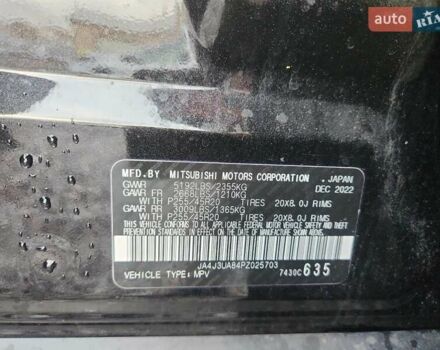 AUTO RIA
MFD.BY MITSUBISHI MOTORS CORPORATION ,JAPAN
GVWR 5192LBS/2355KG DEC 2022
GAWR FR 2668LBS/1210KG
WITH P255/45R20 TIRES 20X8.0J RIMS
GAWR RR 3009LBS/1365KG
WITH P255/45R20 TIRES 20X8.0J RIMS
THIS VEHICLE CONFORMS TO ALL APPLICABLE
FEDERAL MOTOR VEHICLE SAFETY
AND THEFT PREVENTION STANDARDS IN EFFECT ON
THE DATE OF MANUFACTURE SHOWN ABOVE.
JA4J3UA84PZ025703
VEHICLE TYPE: MPV 7430C635